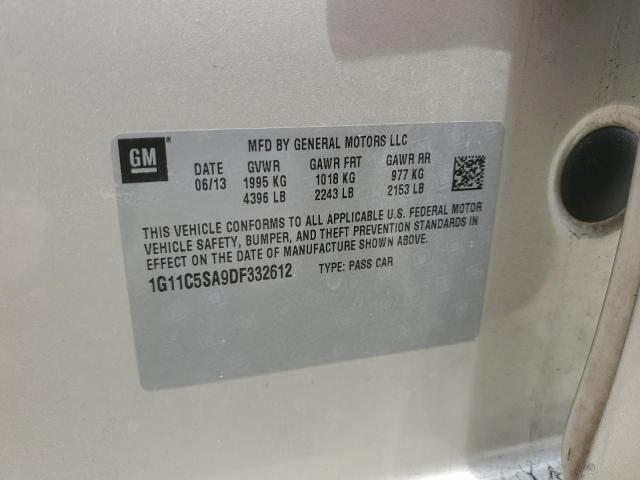 GM
MFD BY GENERAL MOTORS LLC
DATE GVWR GAWR FRT GAWR RR
06/13 1995 KG 1018 KG 977 KG
4396 LB 2243 LB 2153 LB
THIS VEHICLE CONFORMS TO ALL APPLICABLE U.S. FEDERAL MOTOR
VEHICLE SAFETY, BUMPER, AND THEFT PREVENTION STANDARDS IN
EFFECT ON THE DATE OF MANUFACTURE SHOWN ABOVE.
1G11C5SA9DF332612 TYPE: PASS CAR